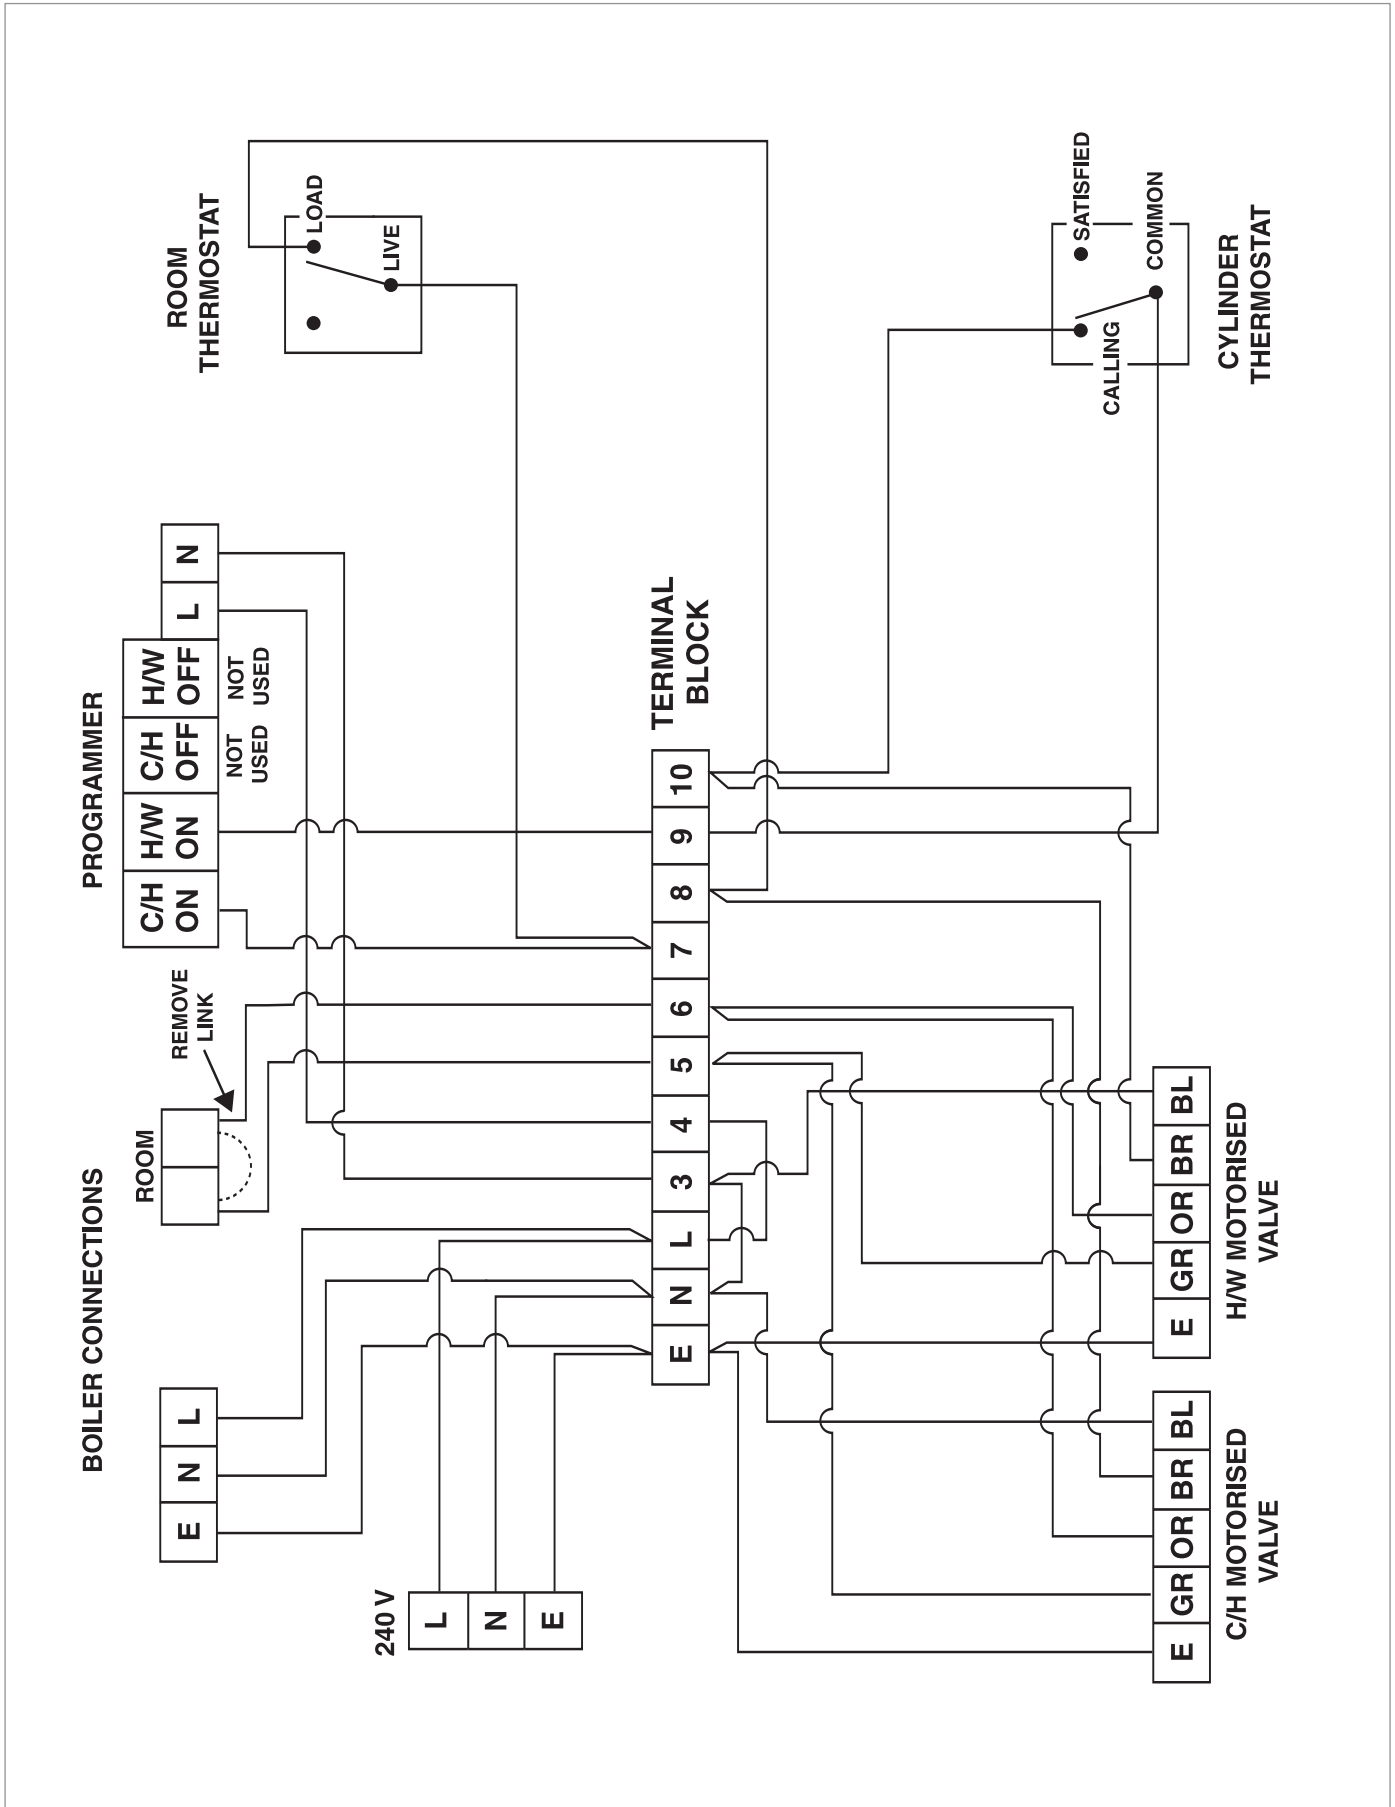 BOILER CONNECTIONS
E
N
L
ROOM
REMOVE
LINK
PROGRAMMER
C/H
ON
H/W
ON
C/H
OFF
H/W
OFF
L
N
NOT
USED
NOT
USED
ROOM
THERMOSTAT
LOAD
LIVE
240 V
L
N
E
E
N
L
3
4
5
6
7
8
9
10
TERMINAL
BLOCK
E
GR
OR
BR
BL
C/H MOTORISED
VALVE
E
GR
OR
BR
BL
H/W MOTORISED
VALVE
CALLING
SATISFIED
COMMON
CYLINDER
THERMOSTAT